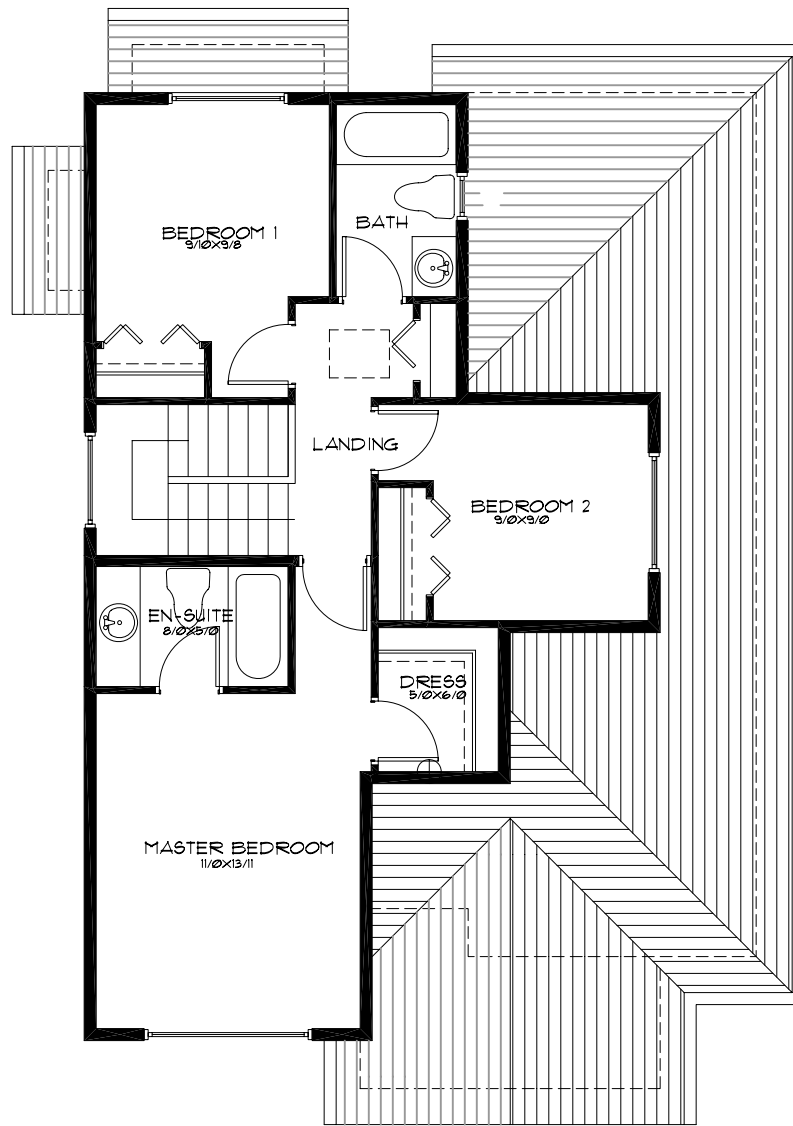 BATH
BEDROOM 1
9/10X9/8
LANDING
BEDROOM 2
9/0X9/0
EN-SUITE
8/0X5/0
DRESS
5/0X6/0
MASTER BEDROOM
11/0X13/11